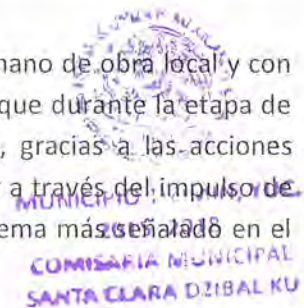 mano de obra local y con
que durante la etapa de
, gracias a las acciones
a través del impulso de
MUNICIPIO
ema más señalado en el
COMISARIA MUNICIPAL
SANTA CLARA DZIBAL KU